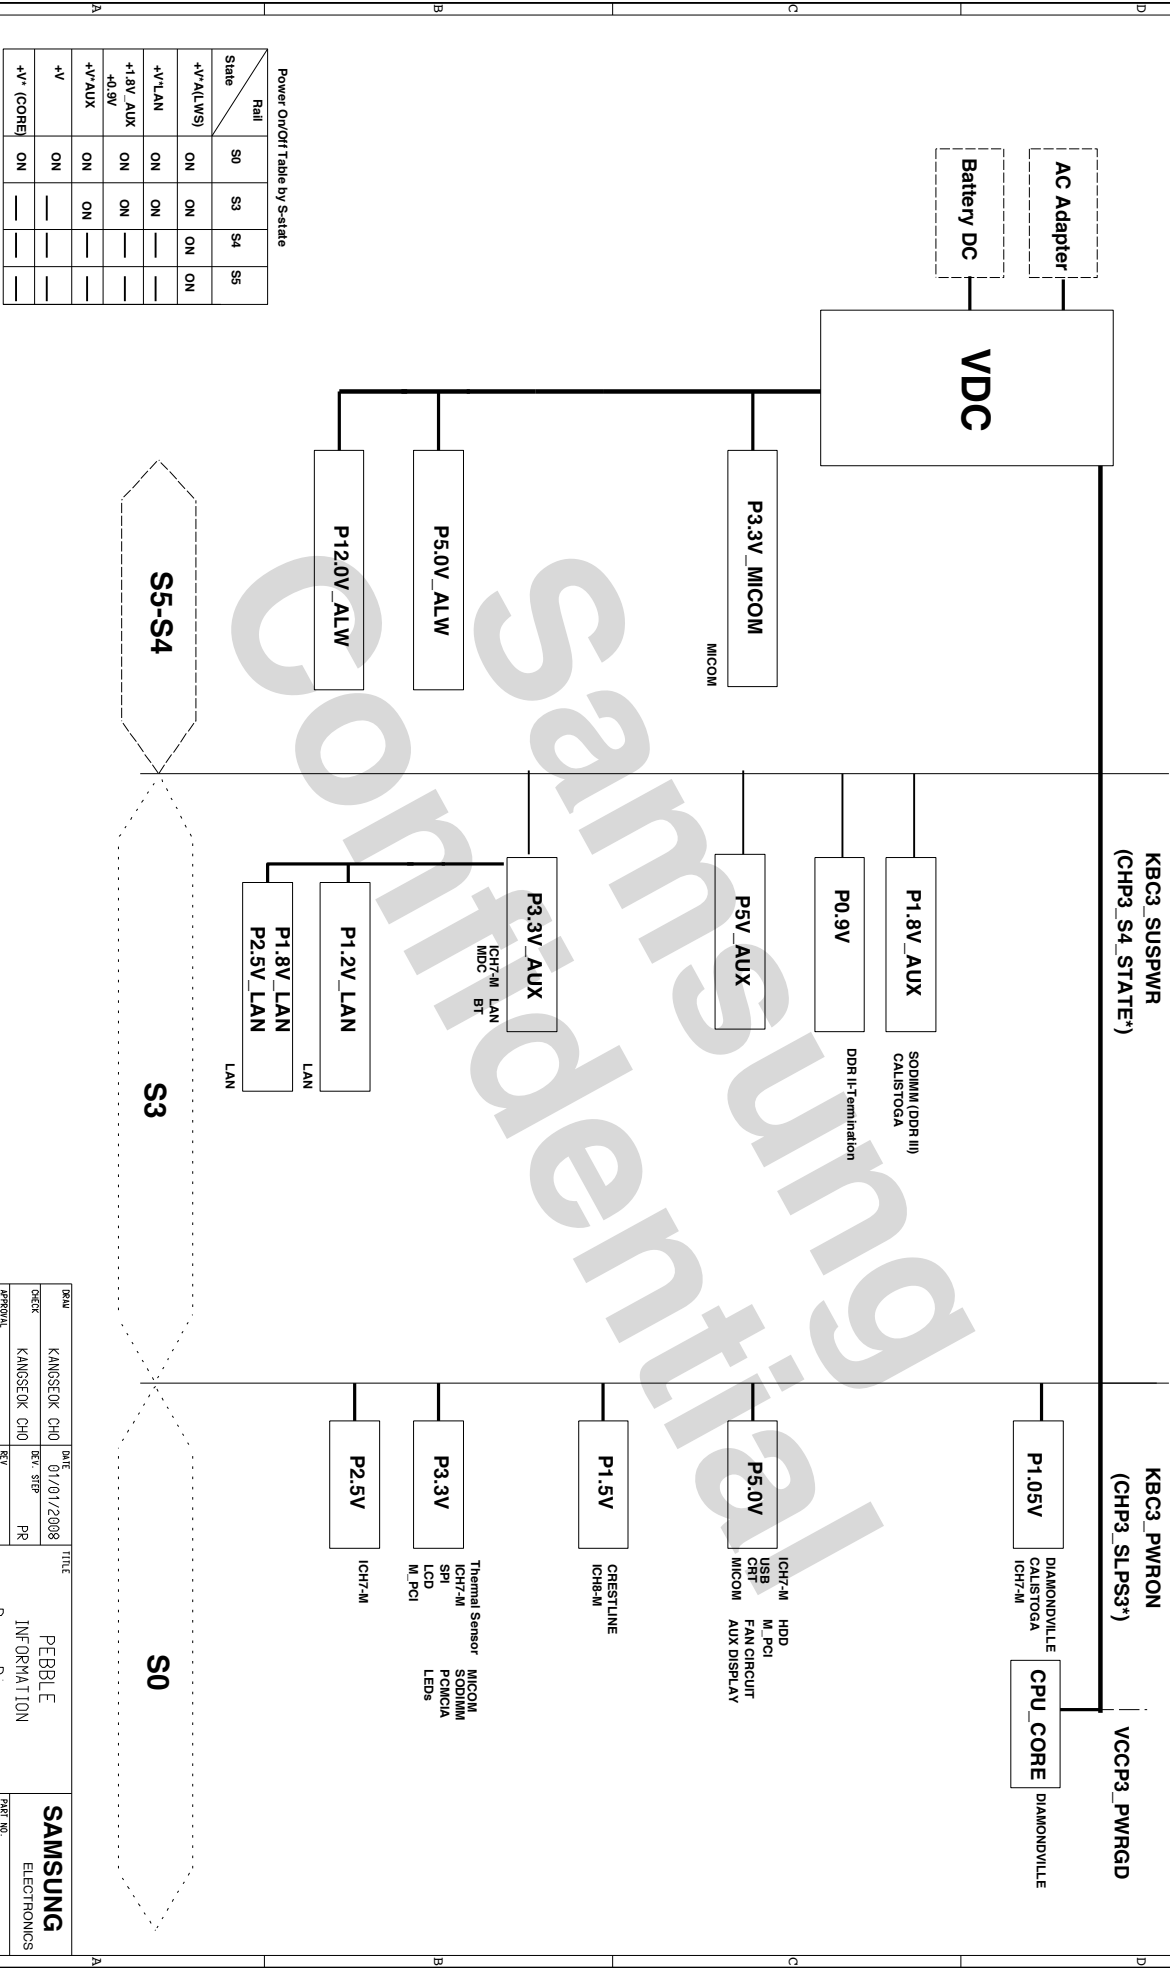 D
C
B
A
KBC3_SUSPWR
(CHP3_S4_STATE*)
KBC3_PWRON
(CHP3_SLPS3*)
VCCP3_PWRGD
AC Adapter
Battery DC
VDC
P3.3V_MICOM
MICOM
P5.0V_ALW
P12.0V_ALW
P1.8V_AUX
SODIMM (DDR III)
CALISTOGA
P0.9V
DDR II-Termination
P5V_AUX
P3.3V_AUX
ICH7-M LAN
MDC BT
P1.2V_LAN
LAN
P1.8V_LAN
P2.5V_LAN
LAN
P1.05V
DIAMONDVILLE
CALISTOGA
ICH7-M
CPU_CORE
DIAMONDVILLE
P5.0V
ICH7-M HDD
USB M_PCI
CRT FAN CIRCUIT
MICOM AUX DISPLAY
P1.5V
CRESTLINE
ICH8-M
P3.3V
Thermal Sensor MICOM
ICH7-M SODIMM
SPI PCMCIA
LCD LEDs
M_PCI
P2.5V
ICH7-M
S5-S4
S3
S0
Samsung
Confidential
Power On/Off Table by S-state
Rail
State S0 S3 S4 S5
+V*A(LWS) ON ON ON ON
+V*LAN ON ON — —
+1.8V_AUX
+0.9V ON ON — —
+V*AUX ON ON — —
+V ON — — —
+V* (CORE) ON — — —
DRAW KANGSEOK CHO
DATE 01/01/2008
TITLE PEBBLE
INFORMATION
CHECK KANGSEOK CHO
DEV. STEP PR
APPROVAL
REV
SAMSUNG
ELECTRONICS
PART NO.
D
C
B
A